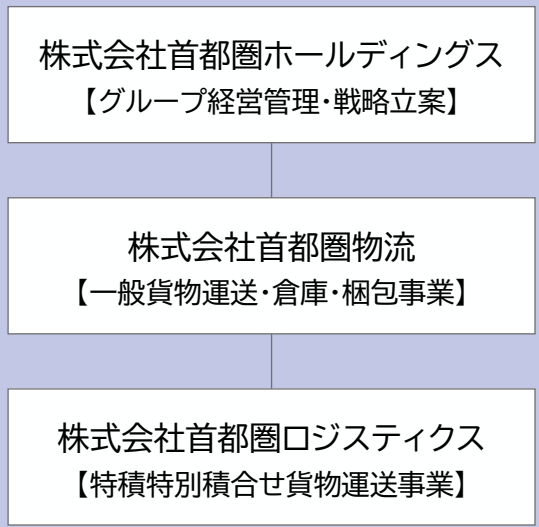 株式会社首都圏ホールディングス
【グループ経営管理・戦略立案】
株式会社首都圏物流
【一般貨物運送・倉庫・梱包事業】
株式会社首都圏ロジスティクス
【特積特別積合せ貨物運送事業】